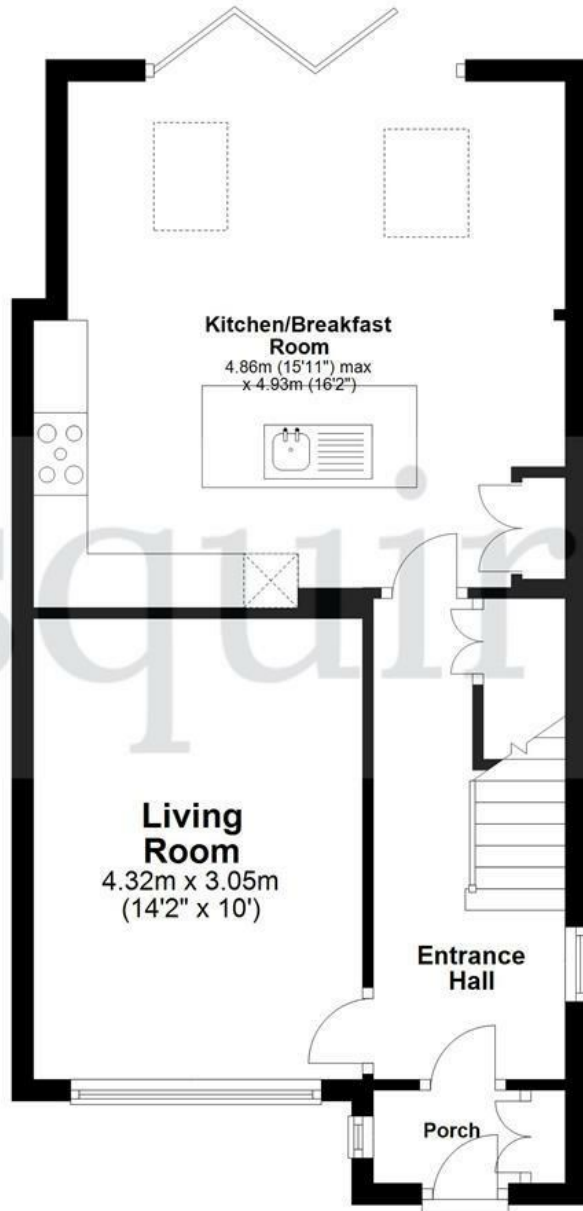 Kitchen/Breakfast
Room
4.86m (15'11") max
x 4.93m (16'2")
Living
Room
4.32m x 3.05m
(14'2" x 10')
Entrance
Hall
Porch
squir